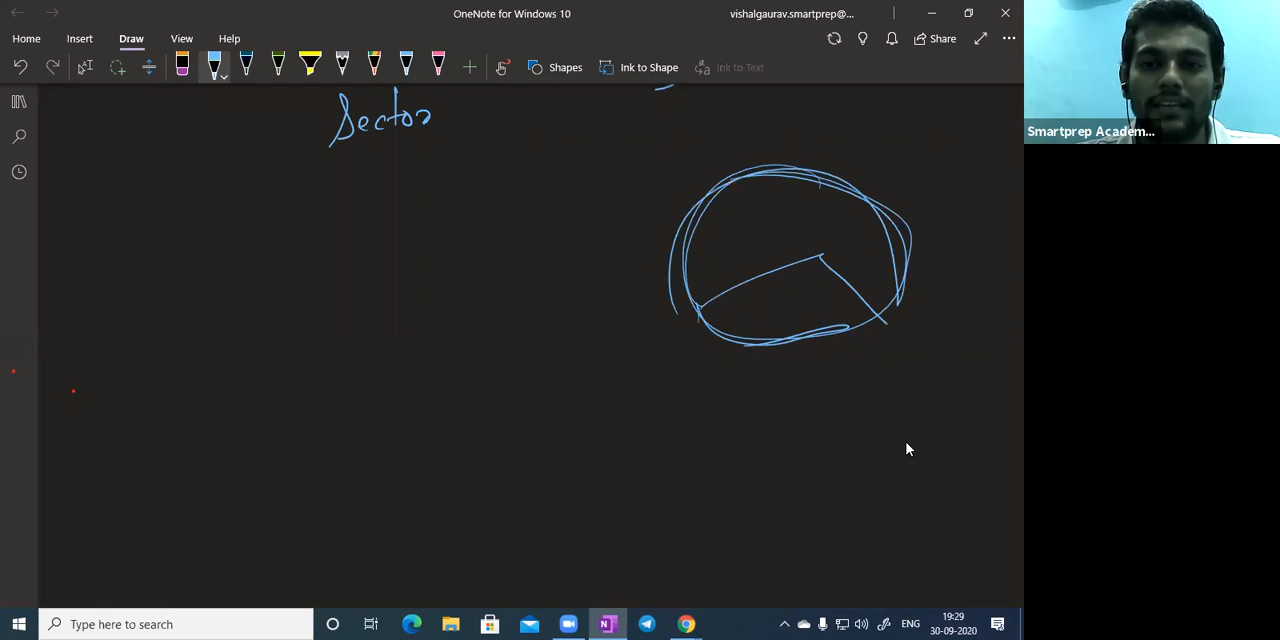 OneNote for Windows 10
vishalgaurav.smartprep@...
Home Insert Draw View Help
Share
Shapes
Ink to Shape
Ink to Text
Sector
Smartprep Academ...
Type here to search
N
ENG
19:29
30-09-2020